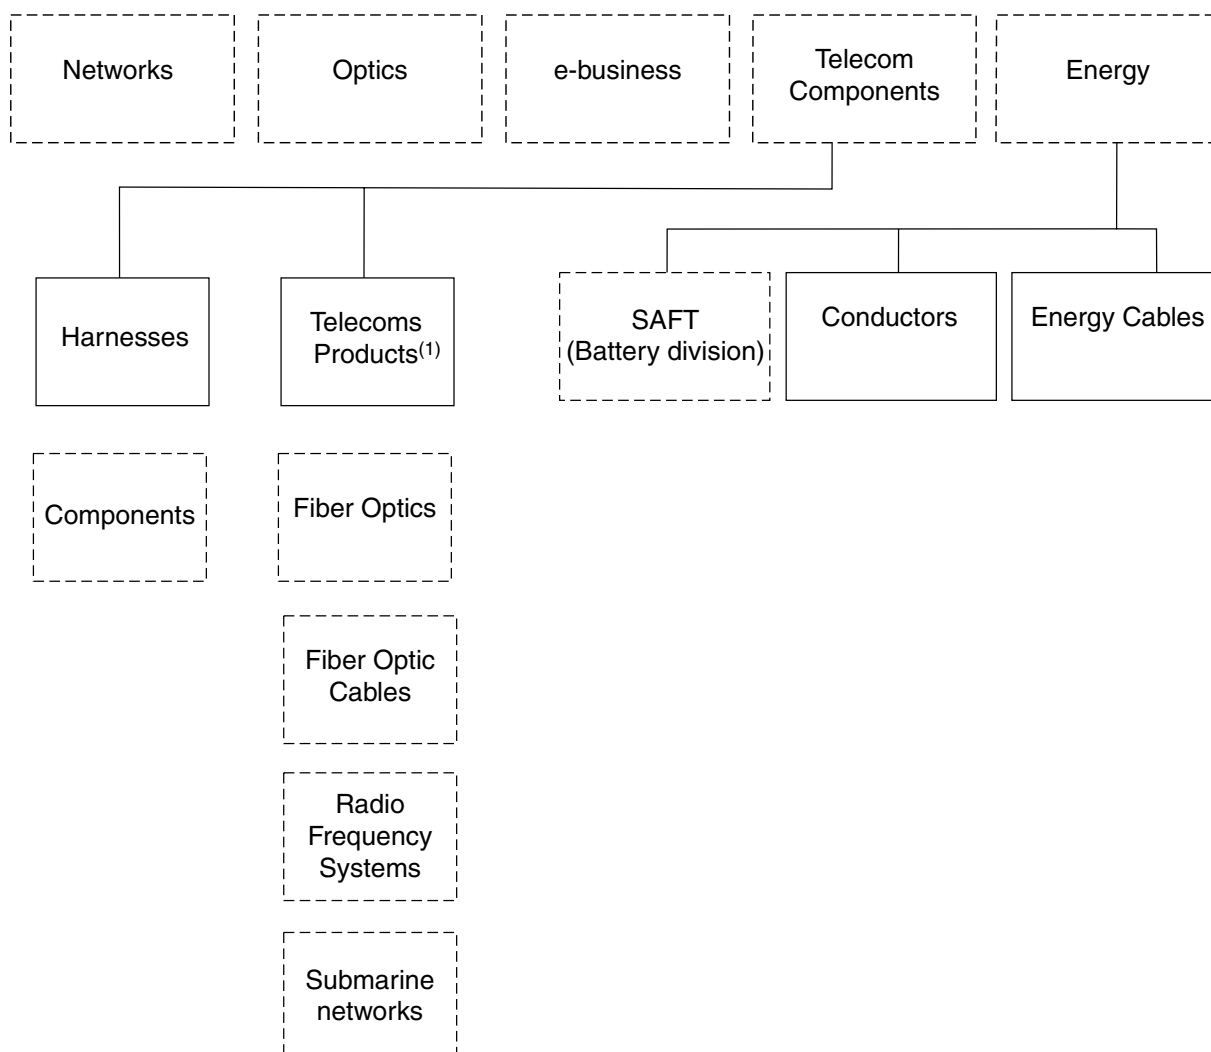 Networks
Optics
e-business
Telecom
Components
Energy
Harnesses
Telecoms
Products(1)
SAFT
(Battery division)
Conductors
Energy Cables
Components
Fiber Optics
Fiber Optic
Cables
Radio
Frequency
Systems
Submarine
networks